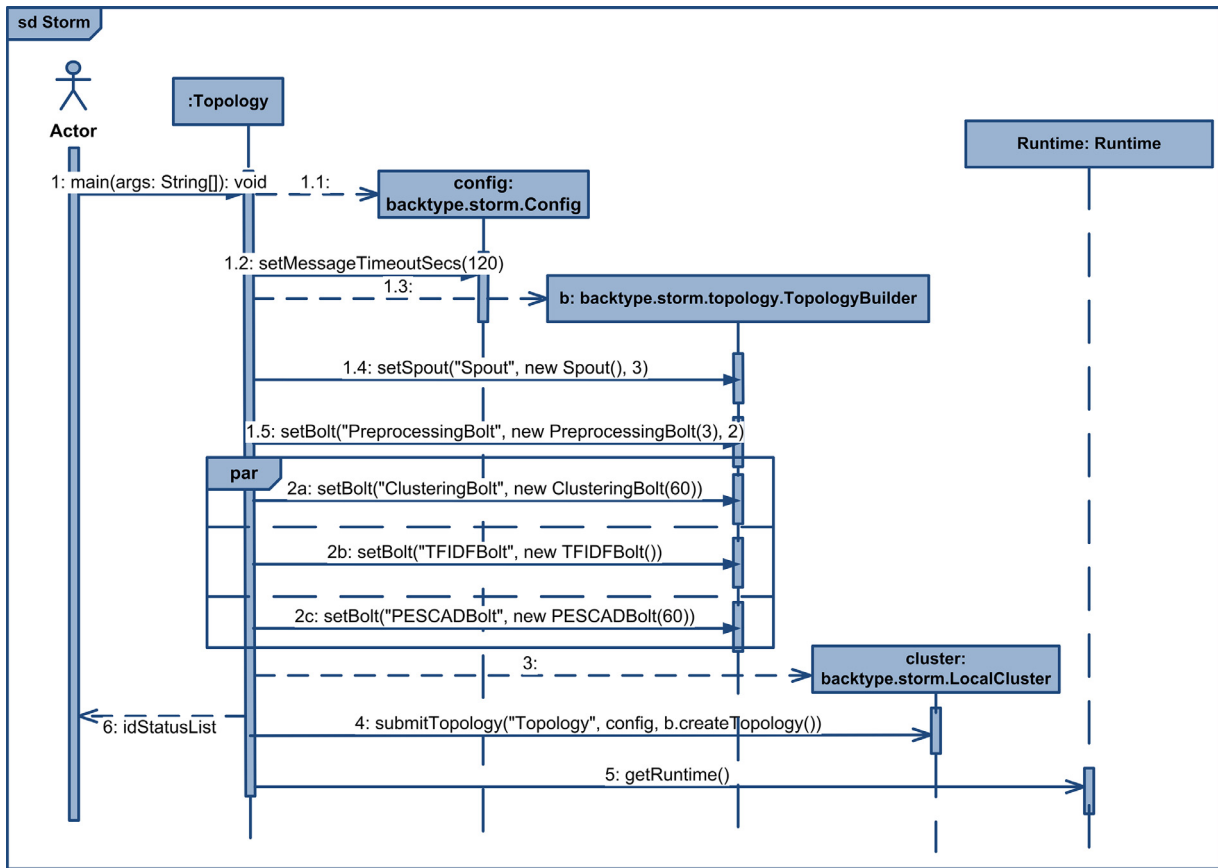 sd Storm
Actor
:Topology
Runtime: Runtime
1: main(args: String[]): void
1.1:
config:
backtype.storm.Config
1.2: setMessageTimeoutSecs(120)
1.3:
b: backtype.storm.topology.TopologyBuilder
1.4: setSpout("Spout", new Spout(), 3)
1.5: setBolt("PreprocessingBolt", new PreprocessingBolt(3), 2)
par
2a: setBolt("ClusteringBolt", new ClusteringBolt(60))
2b: setBolt("TFIDFBolt", new TFIDFBolt())
2c: setBolt("PESCADBolt", new PESCADBolt(60))
3:
cluster:
backtype.storm.LocalCluster
6: idStatusList
4: submitTopology("Topology", config, b.createTopology())
5: getRuntime()